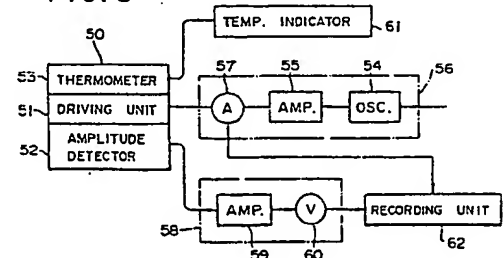 50
TEMP. INDICATOR
61
53
THERMOMETER
57
55
54
56
51
DRIVING UNIT
A
AMP.
OSC.
52
AMPLITUDE
DETECTOR
AMP.
V
RECORDING UNIT
58
59
60
62